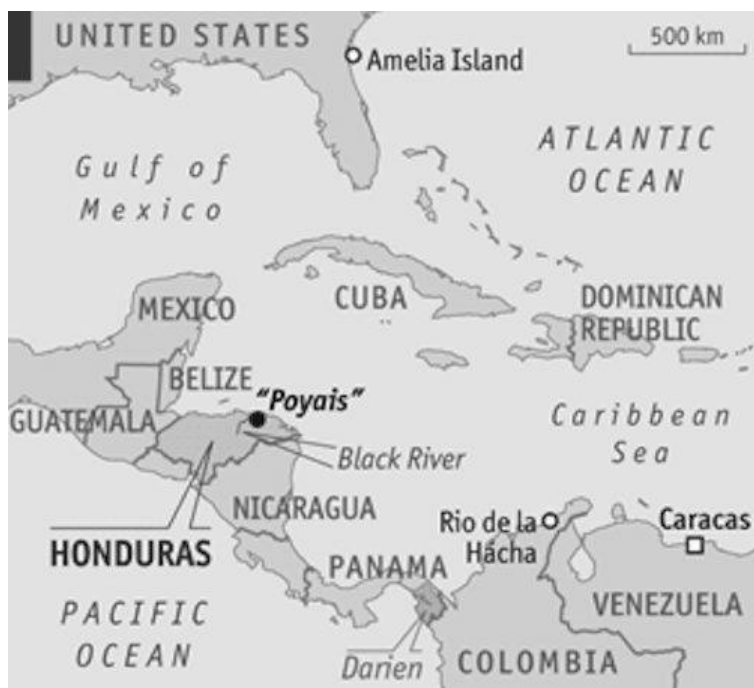 UNITED STATES
500 km
Amelia Island
ATLANTIC
OCEAN
Gulf of
Mexico
CUBA
DOMINICAN
REPUBLIC
MEXICO
BELIZE
"Poyais"
GUATEMALA
Caribbean
Sea
Black River
NICARAGUA
HONDURAS
Rio de la
Hácha
Caracas
PANAMA
VENEZUELA
PACIFIC
OCEAN
Darien
COLOMBIA